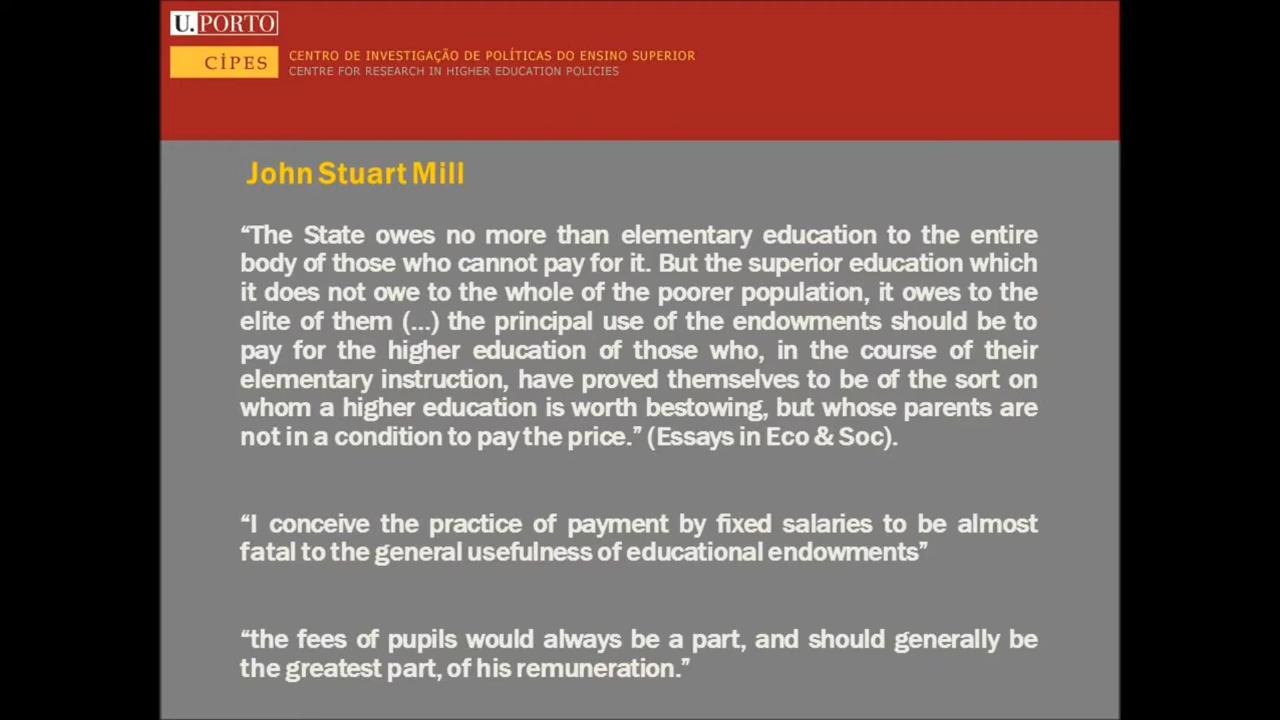 U.PORTO
CİPES
CENTRO DE INVESTIGAÇÃO DE POLÍTICAS DO ENSINO SUPERIOR
CENTRE FOR RESEARCH IN HIGHER EDUCATION POLICIES
John Stuart Mill
“The State owes no more than elementary education to the entire
body of those who cannot pay for it. But the superior education which
it does not owe to the whole of the poorer population, it owes to the
elite of them (...) the principal use of the endowments should be to
pay for the higher education of those who, in the course of their
elementary instruction, have proved themselves to be of the sort on
whom a higher education is worth bestowing, but whose parents are
not in a condition to pay the price.” (Essays in Eco & Soc).
“I conceive the practice of payment by fixed salaries to be almost
fatal to the general usefulness of educational endowments”
“the fees of pupils would always be a part, and should generally be
the greatest part, of his remuneration.”